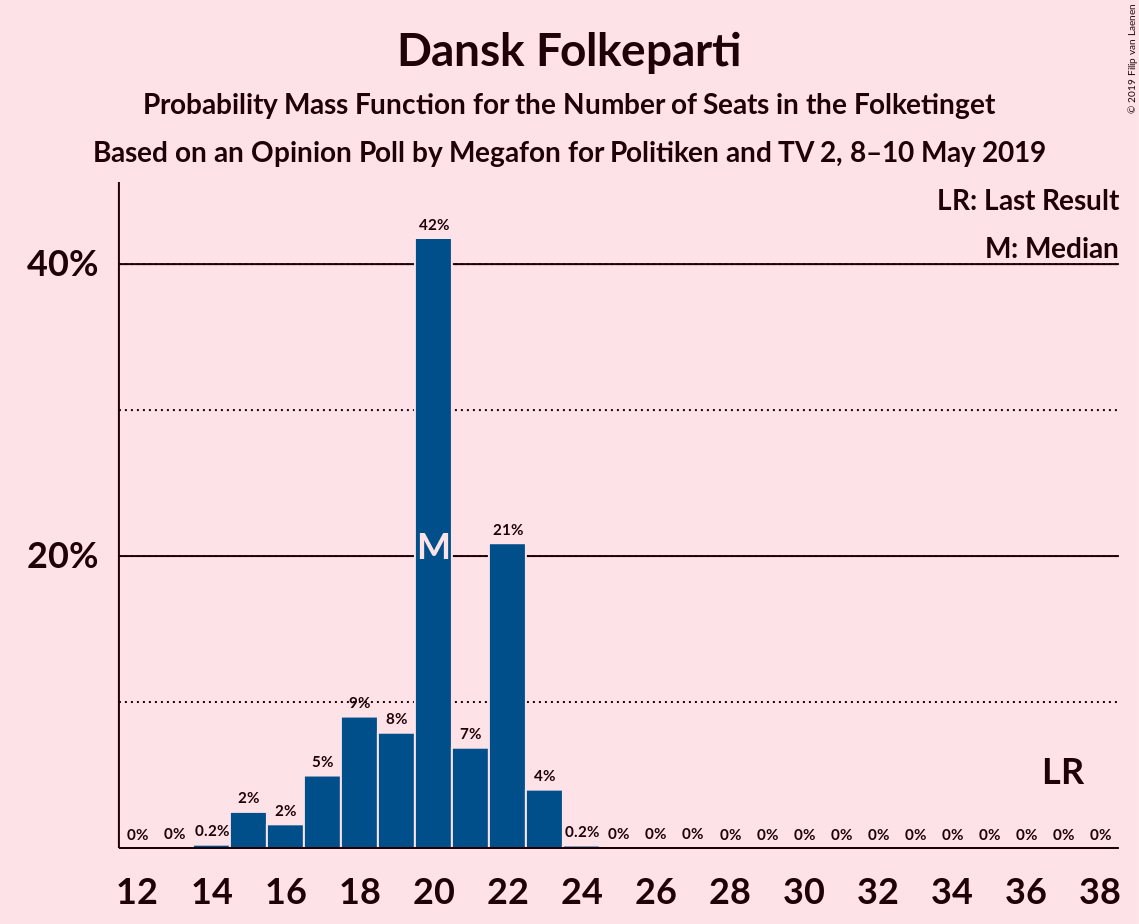 Dansk Folkeparti
Probability Mass Function for the Number of Seats in the Folketinget
Based on an Opinion Poll by Megafon for Politiken and TV 2, 8–10 May 2019
© 2019 Filip van Laenen
LR: Last Result
M: Median
40%
20%
0% 0% 0.2% 2% 2% 5% 9% 8% 42% 7% 21% 4% 0.2% 0% 0% 0% 0% 0% 0% 0% 0% 0% 0% 0% 0% 0% 0%
M
LR
12 14 16 18 20 22 24 26 28 30 32 34 36 38